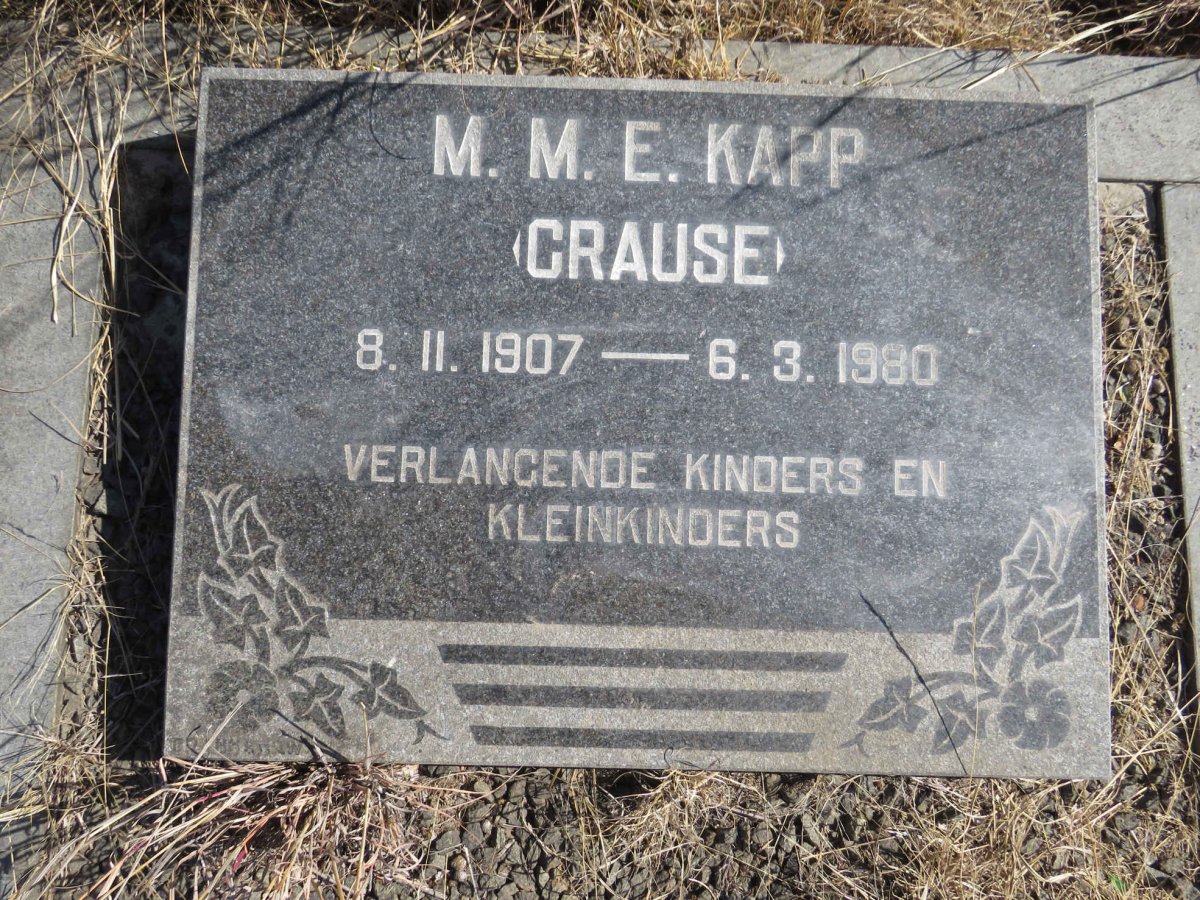 M. M. E. KAPP
(CRAUSE)
8. 11. 1907 — 6. 3. 1980
VERLANGENDE KINDERS EN
KLEINKINDERS